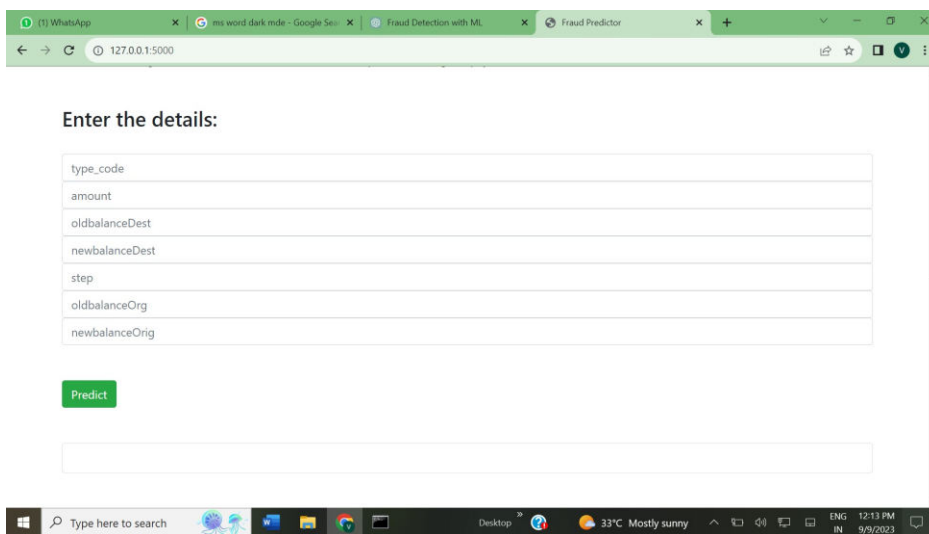 (1) WhatsApp
ms word dark mde - Google Sea
Fraud Detection with ML
Fraud Predictor
127.0.0.1:5000
V
Enter the details:
type_code
amount
oldbalanceDest
newbalanceDest
step
oldbalanceOrg
newbalanceOrig
Predict
Type here to search
Desktop
33°C Mostly sunny
ENG
IN
12:13 PM
9/9/2023